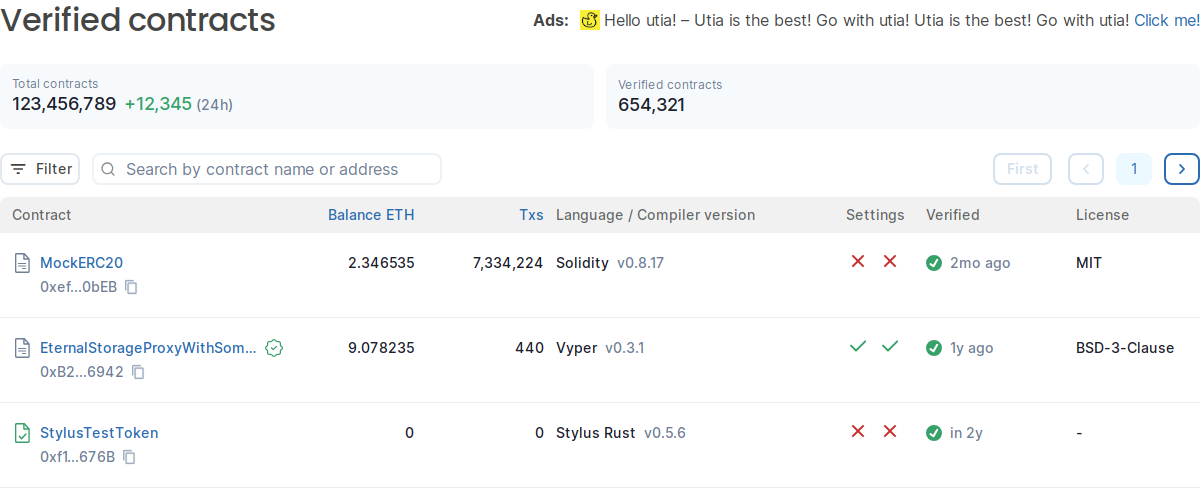 Verified contracts
Ads: Hello utia! – Utia is the best! Go with utia! Utia is the best! Go with utia! Click me!
Total contracts
123,456,789 +12,345 (24h)
Verified contracts
654,321
Filter
Search by contract name or address
First
1
Contract Balance ETH Txs Language / Compiler version Settings Verified License
MockERC20 2.346535 7,334,224 Solidity v0.8.17 2mo ago MIT
0xef...0bEB
EternalStorageProxyWithSom... 9.078235 440 Vyper v0.3.1 1y ago BSD-3-Clause
0xB2...6942
StylusTestToken 0 0 Stylus Rust v0.5.6 in 2y -
0xf1...676B